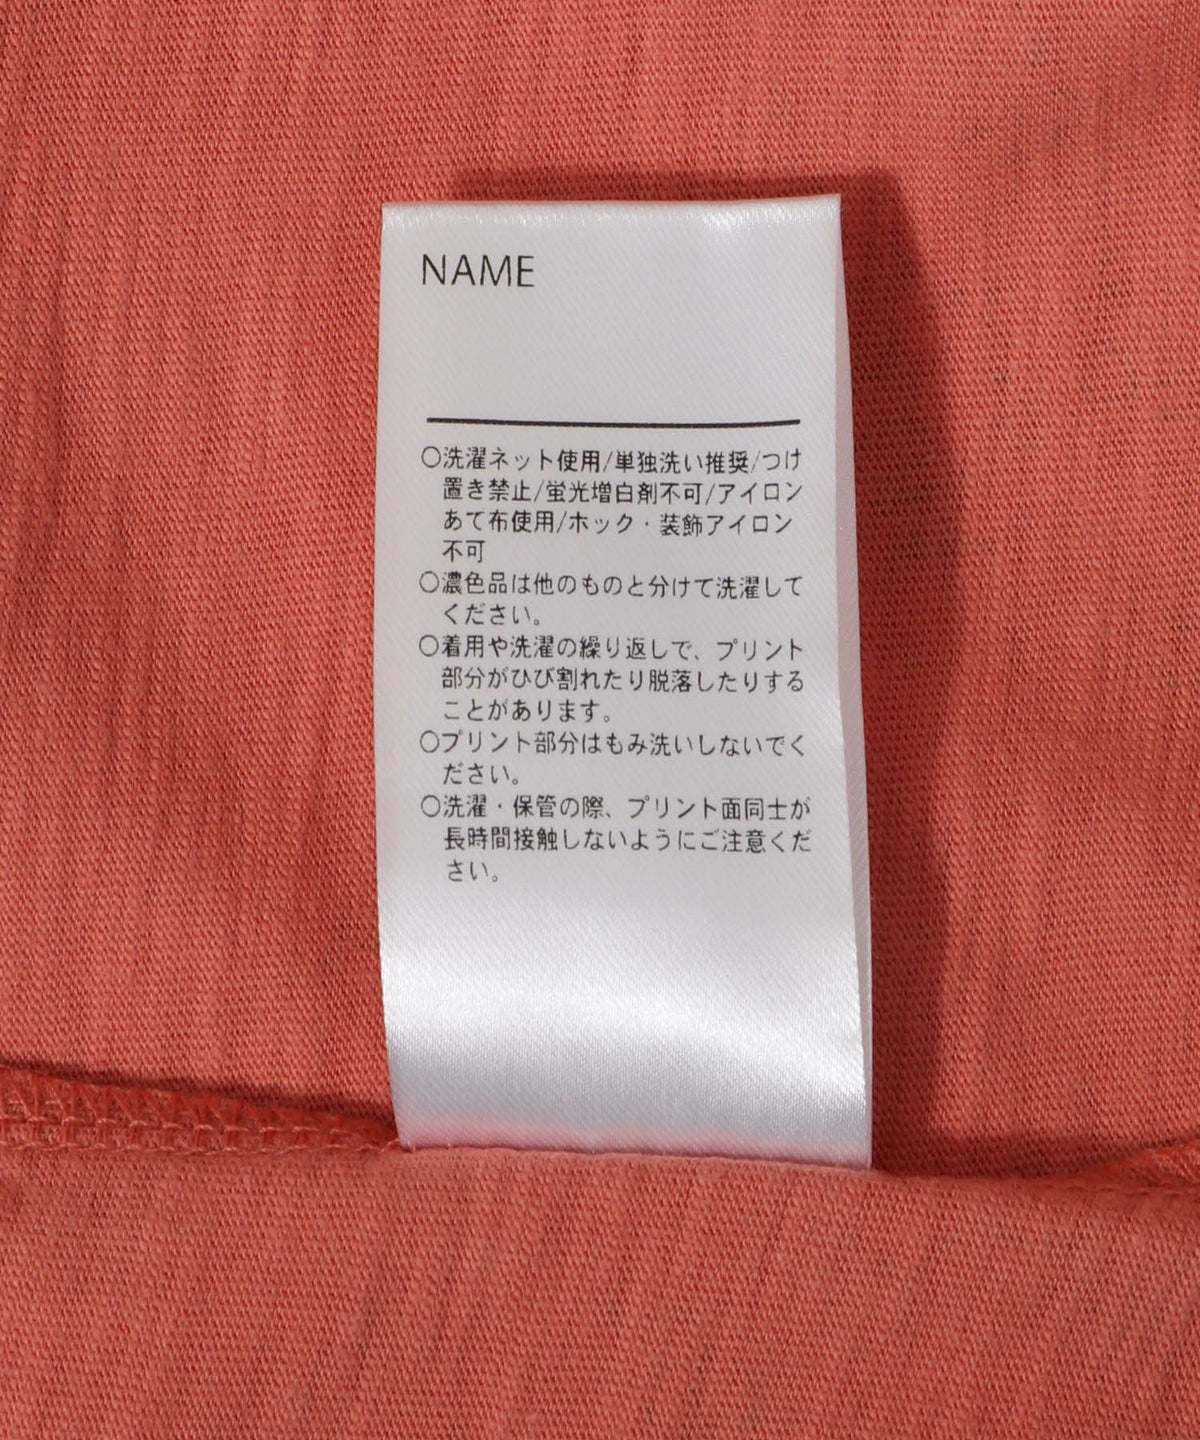 NAME
○洗濯ネット使用/単独洗い推奨/つけ
置き禁止/蛍光増白剤不可/アイロン
あて布使用/ホック・装飾アイロン
不可
○濃色品は他のものと分けて洗濯して
ください。
○着用や洗濯の繰り返しで、プリント
部分がひび割れたり脱落したりする
ことがあります。
○プリント部分はもみ洗いしないでく
ださい。
○洗濯・保管の際、プリント面同士が
長時間接触しないようにご注意くだ
さい。